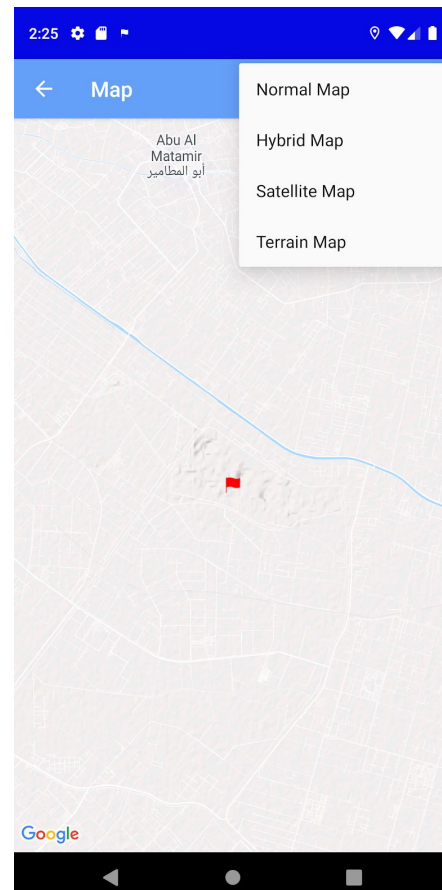 2:25
Map
Normal Map
Hybrid Map
Satellite Map
Terrain Map
Abu Al
Matamir
أبو المطامير
Google